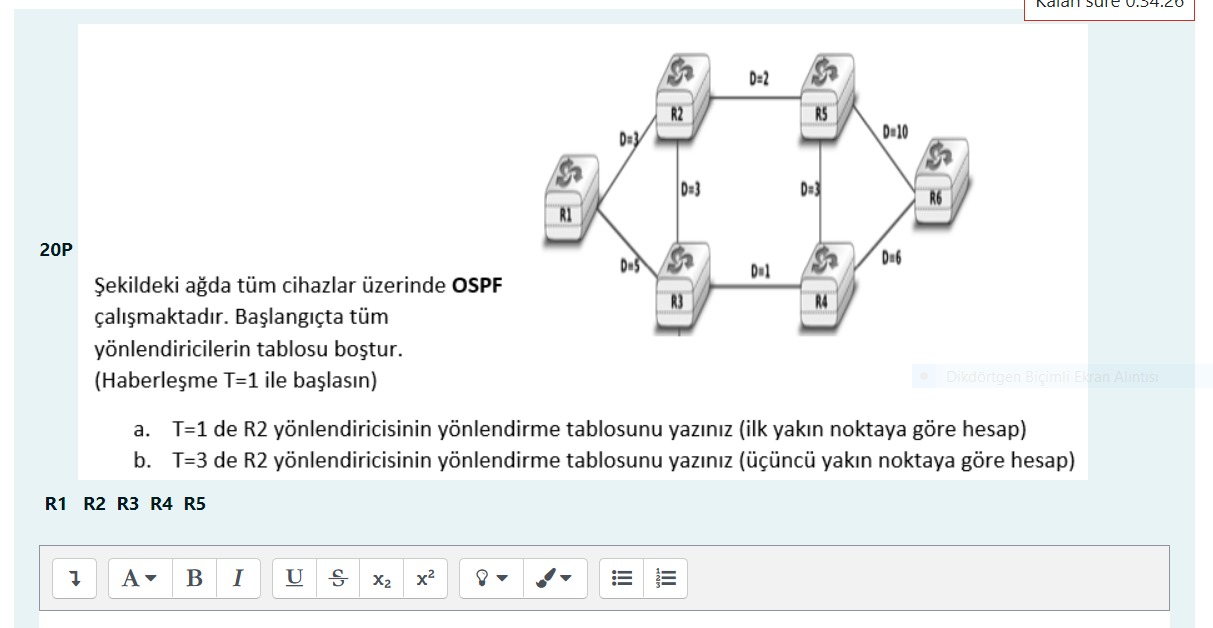 Kalan süre 0:34:26
R2
D=2
R5
D=3
D=10
R1
D=3
D=3
R6
20P
D=5
R3
D=1
R4
D=6
Şekildeki ağda tüm cihazlar üzerinde OSPF
çalışmaktadır. Başlangıçta tüm
yönlendiricilerin tablosu boştur.
(Haberleşme T=1 ile başlasın)
Dikdörtgen Biçimli Ekran Alıntısı
a. T=1 de R2 yönlendiricisinin yönlendirme tablosunu yazınız (ilk yakın noktaya göre hesap)
b. T=3 de R2 yönlendiricisinin yönlendirme tablosunu yazınız (üçüncü yakın noktaya göre hesap)
R1 R2 R3 R4 R5
A B I U S x₂ x²